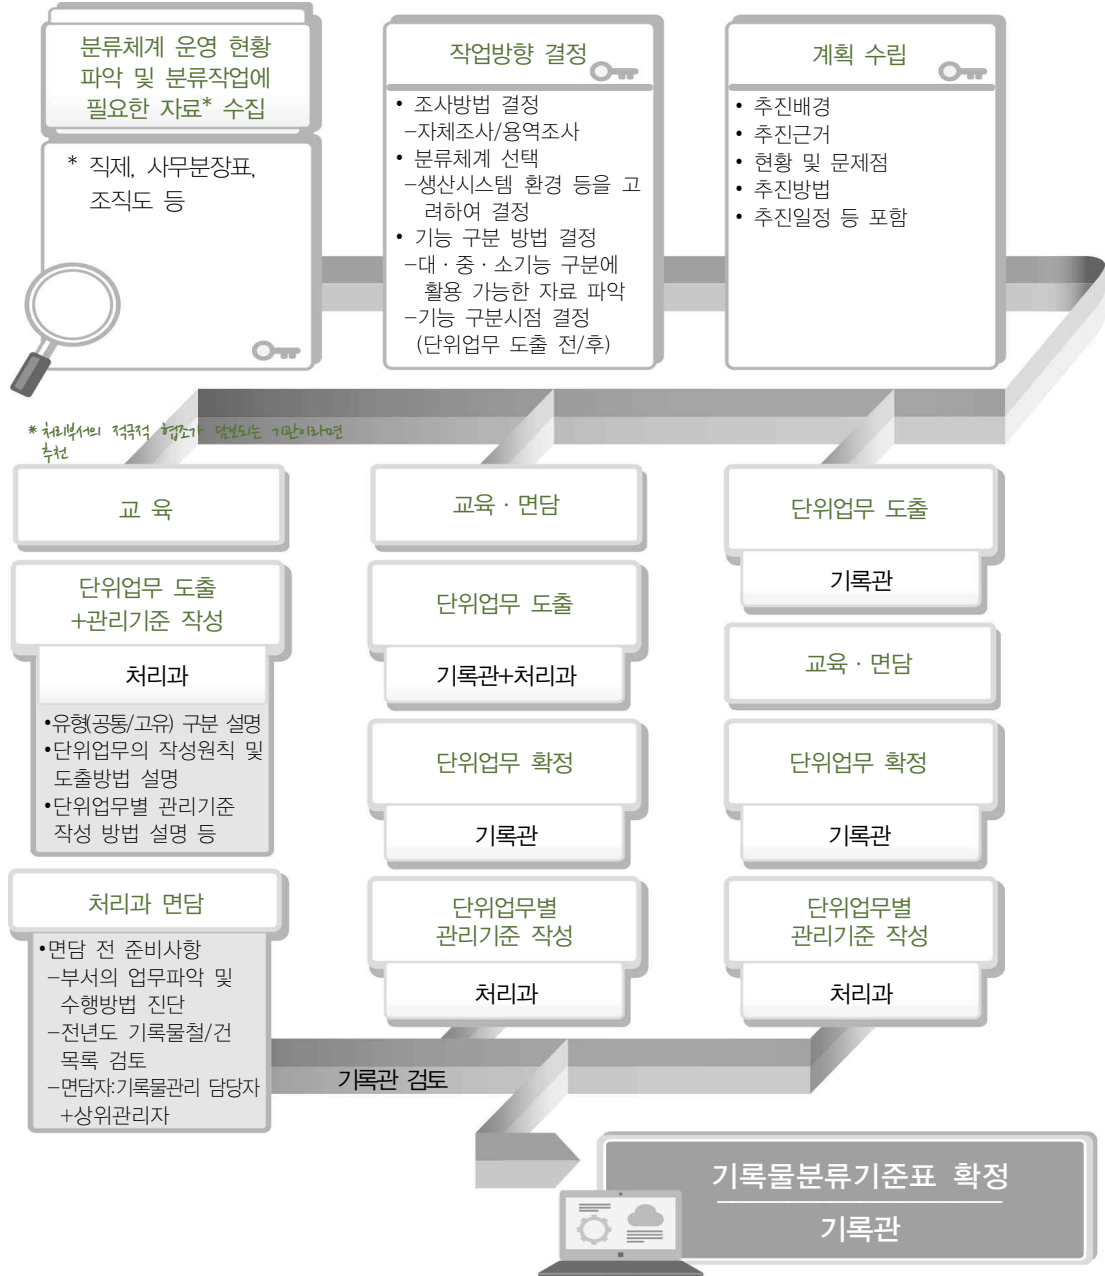 분류체계 운영 현황
파악 및 분류작업에
필요한 자료* 수집
* 직제, 사무분장표,
조직도 등
작업방향 결정
• 조사방법 결정
-자체조사/용역조사
• 분류체계 선택
-생산시스템 환경 등을 고
려하여 결정
• 기능 구분 방법 결정
-대·중·소기능 구분에
활용 가능한 자료 파악
-기능 구분시점 결정
(단위업무 도출 전/후)
계획 수립
• 추진배경
• 추진근거
• 현황 및 문제점
• 추진방법
• 추진일정 등 포함
* 처리부서의 적극적 협조가 담보되는 기관이라면
추천
교 육
단위업무 도출
+관리기준 작성
처리과
•유형(공통/고유) 구분 설명
•단위업무의 작성원칙 및
도출방법 설명
•단위업무별 관리기준
작성 방법 설명 등
처리과 면담
•면담 전 준비사항
-부서의 업무파악 및
수행방법 진단
-전년도 기록물철/건
목록 검토
-면담자:기록물관리 담당자
+상위관리자
교육·면담
단위업무 도출
기록관+처리과
단위업무 확정
기록관
단위업무별
관리기준 작성
처리과
단위업무 도출
기록관
교육·면담
단위업무 확정
기록관
단위업무별
관리기준 작성
처리과
기록관 검토
기록물분류기준표 확정
기록관